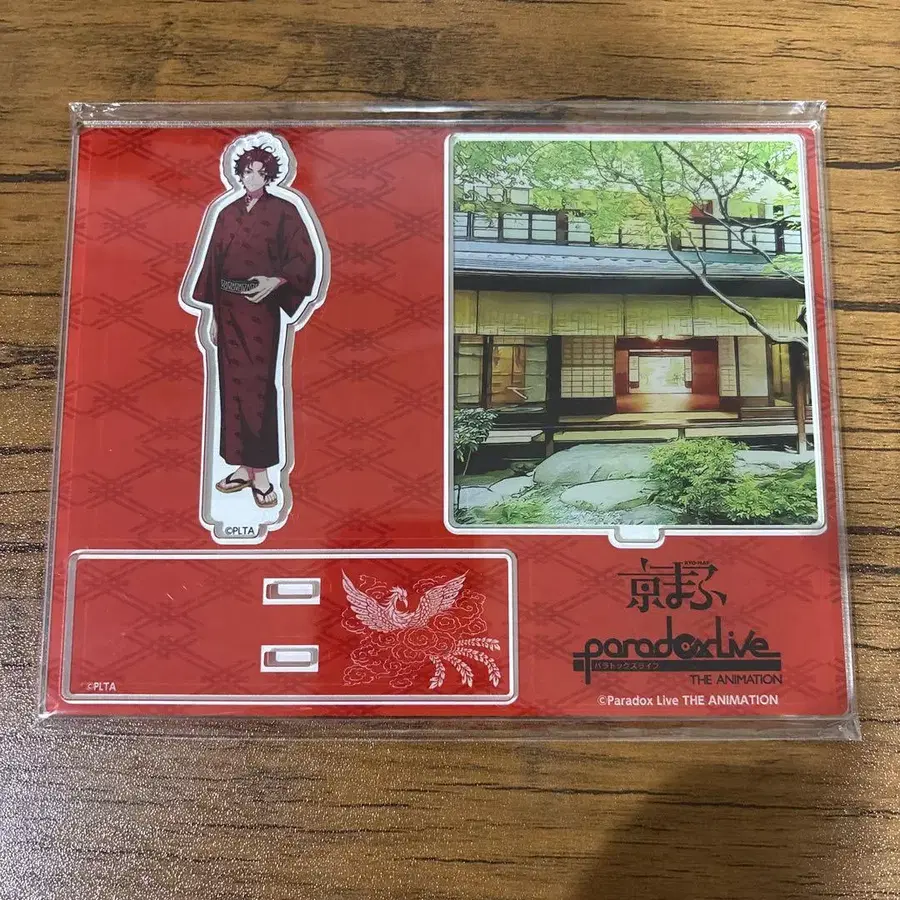 ©PLTA
©PLTA
KYO-MAF
京まふ
paradoxLive
パラドックスライブ
THE ANIMATION
©Paradox Live THE ANIMATION